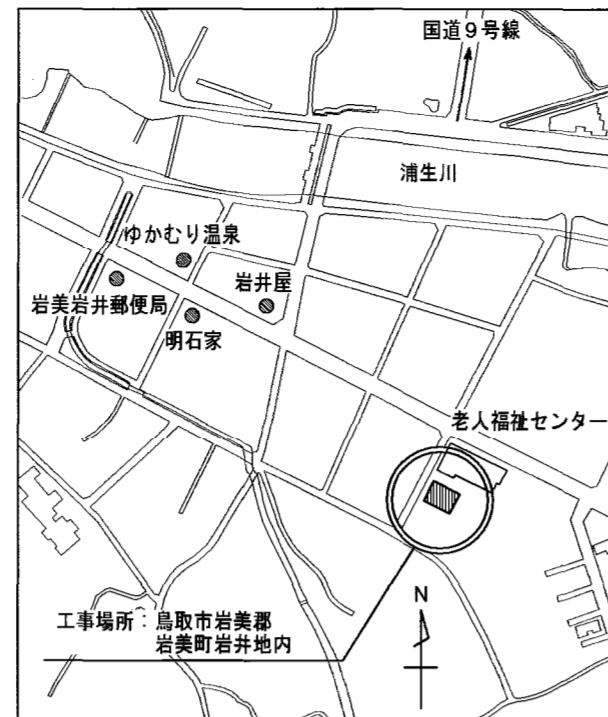 国道9号線
浦生川
ゆかむり温泉
岩井屋
岩美岩井郵便局
明石家
老人福祉センター
N
工事場所：鳥取市岩美郡
岩美町岩井地内